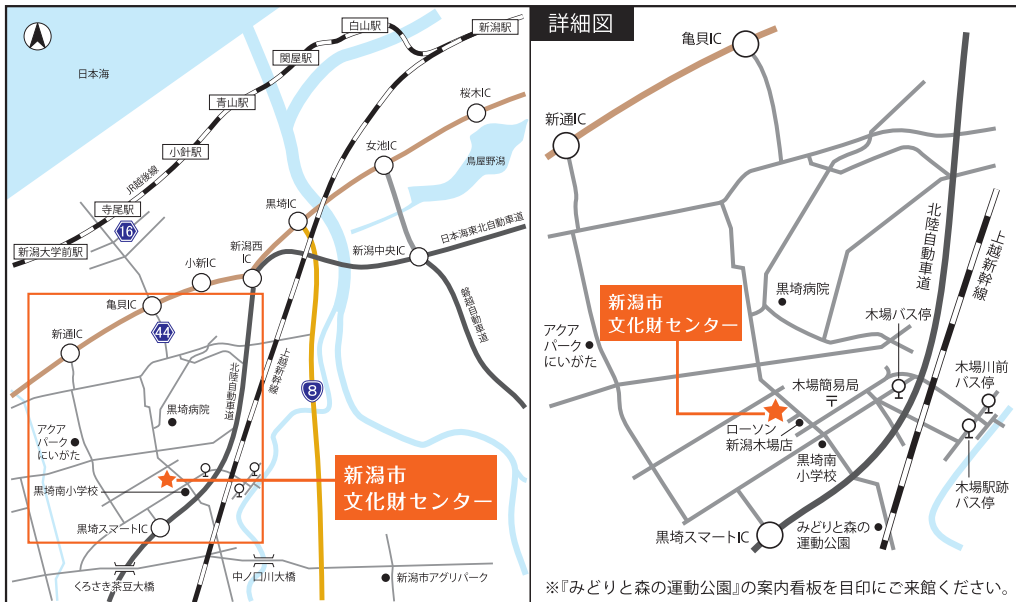 日本海
白山駅
新潟駅
関屋駅
青山駅
小針駅
JR越後線
寺尾駅
16
新潟大学前駅
桜木IC
女池IC
鳥屋野潟
黒埼IC
新潟西
IC
新潟中央IC
日本海東北自動車道
小新IC
亀貝IC
44
新通IC
磐越自動車道
上越新幹線
北陸自動車道
8
黒埼病院
アクア
パーク
にいがた
新潟市
文化財センター
黒埼南小学校
黒埼スマートIC
くろさき茶豆大橋
中ノ口川大橋
新潟市アグリパーク
詳細図
亀貝IC
新通IC
北陸自動車道
上越新幹線
黒埼病院
新潟市
文化財センター
木場バス停
アクア
パーク
にいがた
木場川前
バス停
木場簡易局
〒
ローソン
新潟木場店
黒埼南
小学校
木場駅跡
バス停
黒埼スマートIC
みどりと森の
運動公園
※『みどりと森の運動公園』の案内看板を目印にご来館ください。